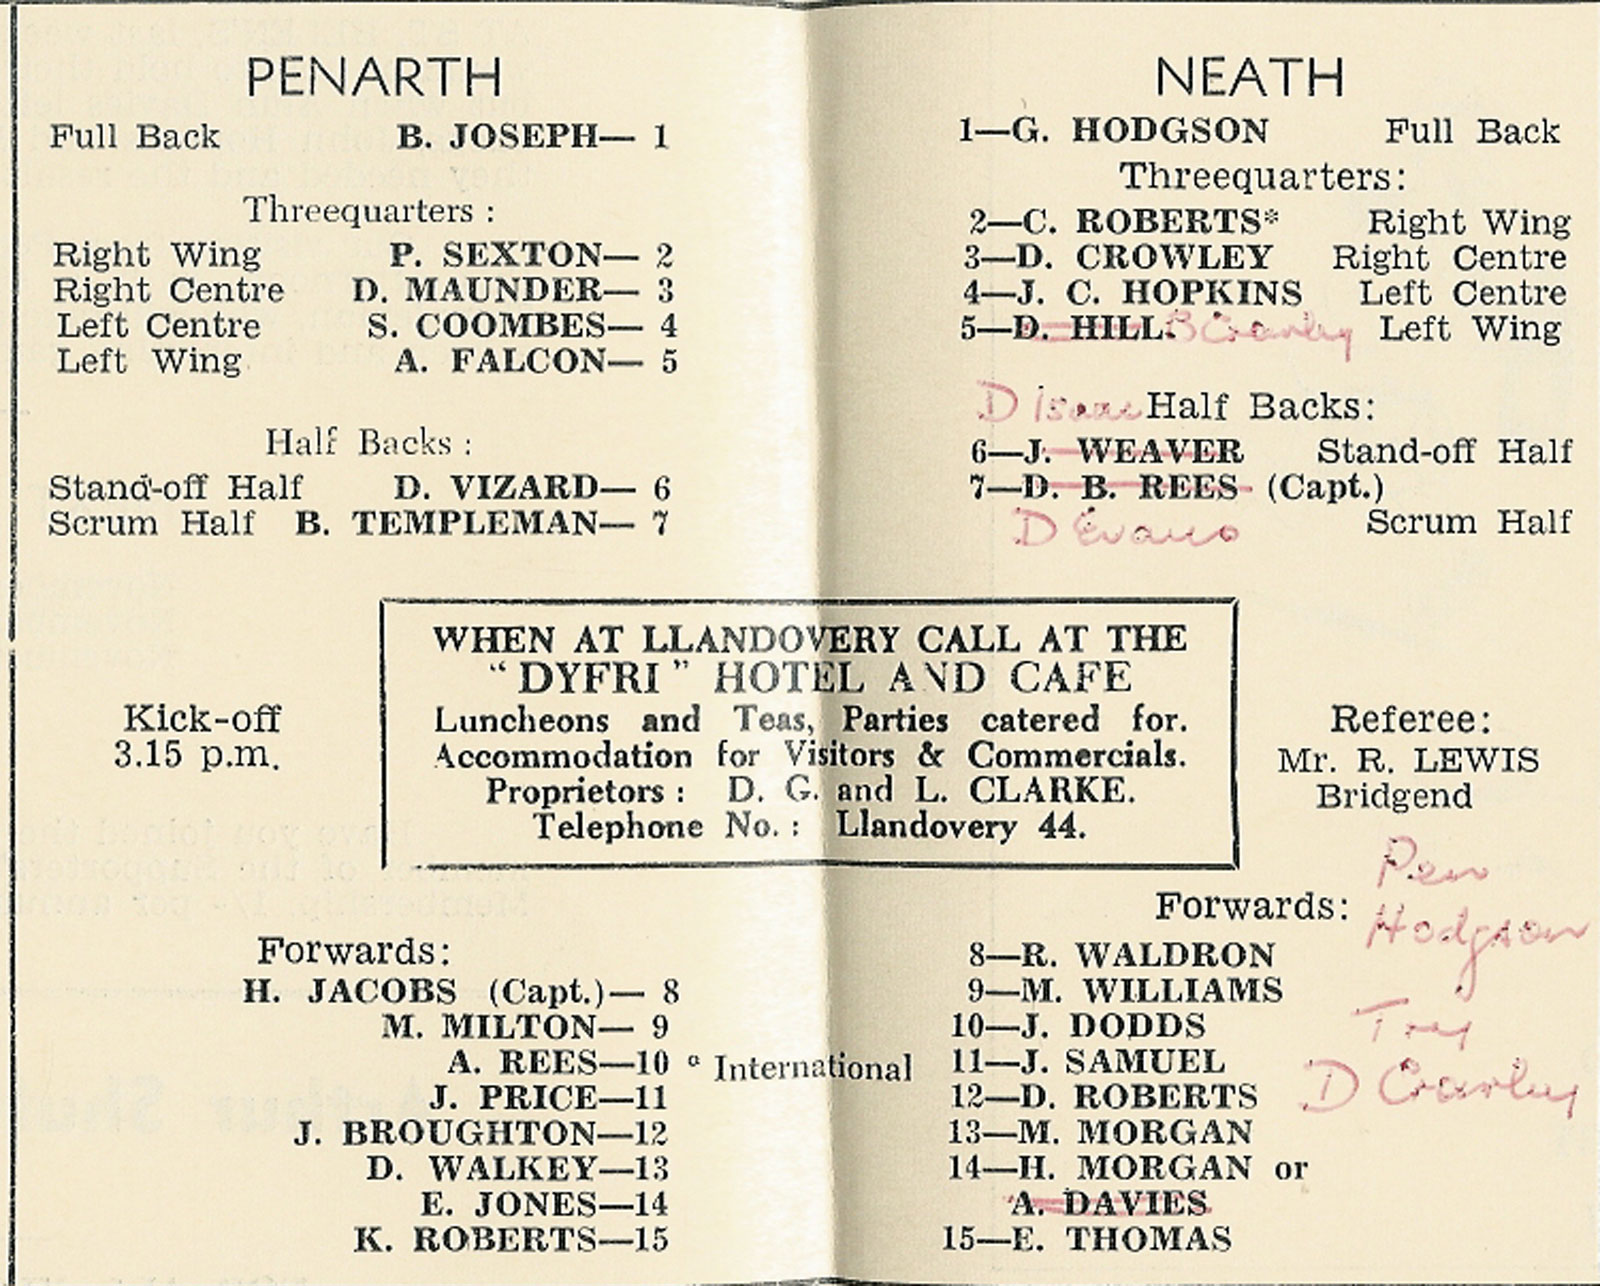 PENARTH
Full Back B. JOSEPH— 1
Threequarters :
Right Wing P. SEXTON— 2
Right Centre D. MAUNDER— 3
Left Centre S. COOMBES— 4
Left Wing A. FALCON— 5
Half Backs :
Stand-off Half D. VIZARD— 6
Scrum Half B. TEMPLEMAN— 7
NEATH
1—G. HODGSON Full Back
Threequarters:
2—C. ROBERTS* Right Wing
3—D. CROWLEY Right Centre
4—J. C. HOPKINS Left Centre
5—D. HILL. B Left Wing
D Isaac Half Backs:
6—J. WEAVER Stand-off Half
7—D. B. REES (Capt.)
D Evans Scrum Half
Kick-off
3.15 p.m.
WHEN AT LLANDOVERY CALL AT THE
"DYFRI" HOTEL AND CAFE
Luncheons and Teas, Parties catered for.
Accommodation for Visitors & Commercials.
Proprietors : D. G. and L. CLARKE.
Telephone No. : Llandovery 44.
Referee:
Mr. R. LEWIS
Bridgend
Forwards:
H. JACOBS (Capt.)— 8
M. MILTON— 9
A. REES—10
J. PRICE—11
J. BROUGHTON—12
D. WALKEY—13
E. JONES—14
K. ROBERTS—15
* International
Forwards:
8—R. WALDRON
9—M. WILLIAMS
10—J. DODDS
11—J. SAMUEL
12—D. ROBERTS
13—M. MORGAN
14—H. MORGAN or
A. DAVIES
15—E. THOMAS
Pen
Hodgson
Try
D